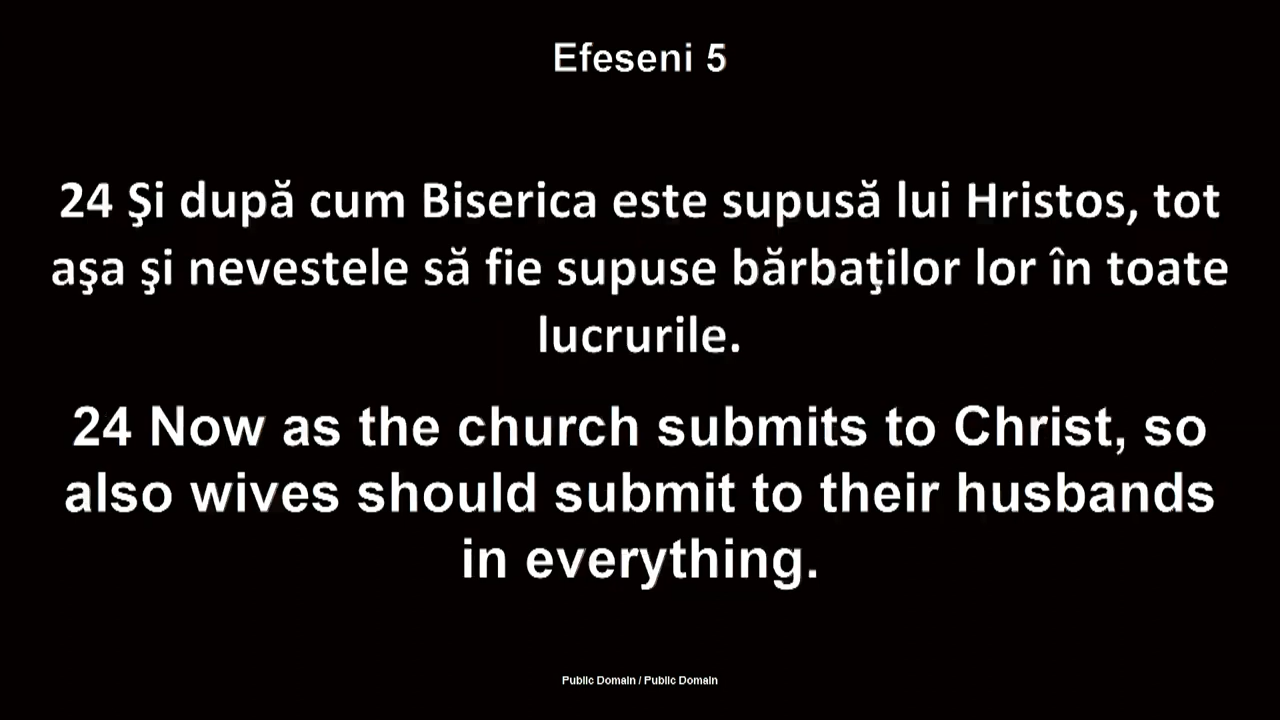 Efeseni 5
24 Şi după cum Biserica este supusă lui Hristos, tot
aşa şi nevestele să fie supuse bărbaţilor lor în toate
lucrurile.
24 Now as the church submits to Christ, so
also wives should submit to their husbands
in everything.
Public Domain / Public Domain